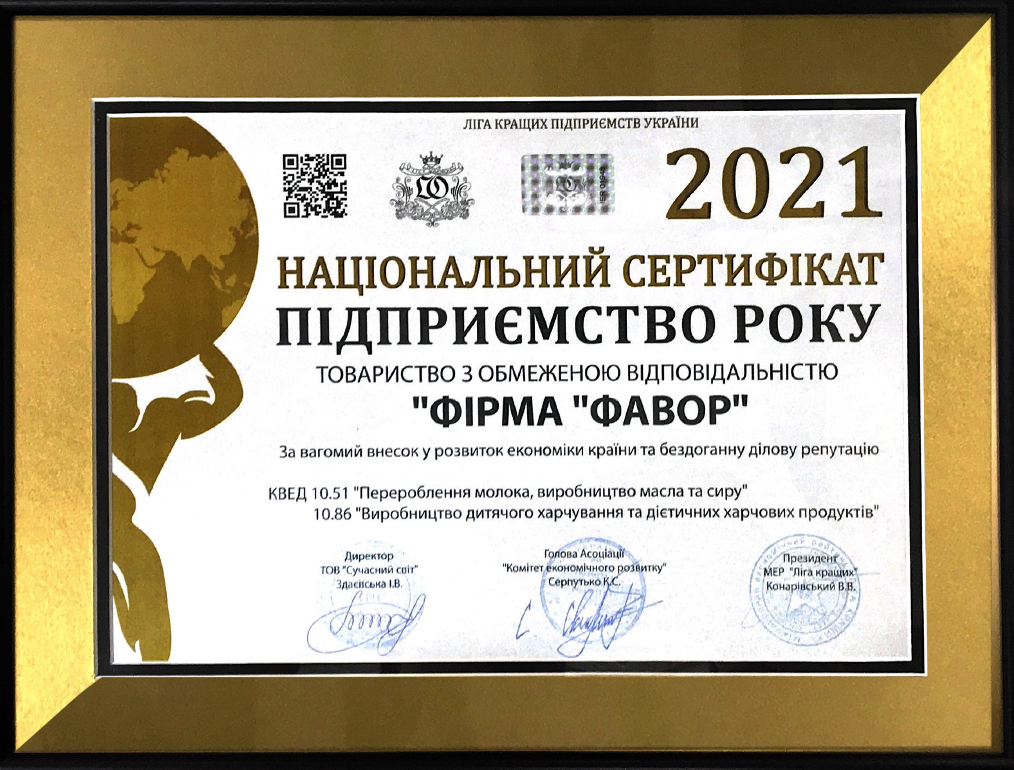 ЛІГА КРАЩИХ ПІДПРИЄМСТВ УКРАЇНИ
2021
НАЦІОНАЛЬНИЙ СЕРТИФІКАТ
ПІДПРИЄМСТВО РОКУ
ТОВАРИСТВО З ОБМЕЖЕНОЮ ВІДПОВІДАЛЬНІСТЮ
"ФІРМА "ФАВОР"
За вагомий внесок у розвиток економіки країни та бездоганну ділову репутацію
КВЕД 10.51 "Перероблення молока, виробництво масла та сиру"
10.86 "Виробництво дитячого харчування та дієтичних харчових продуктів"
Директор
ТОВ "Сучасний світ"
Здаєвська І.В.
Голова Асоціації
"Комітет економічного розвитку"
Серпутько К.С.
Президент
МЕР "Ліга кращих"
Конарівський В.В.